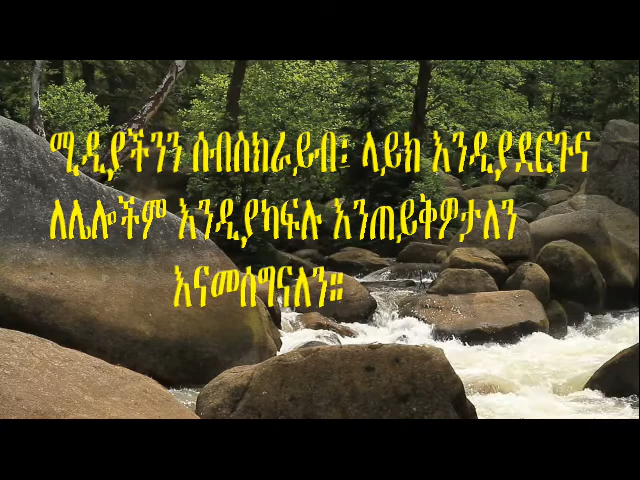 ሚዲያችንን ሰብስክራይብ፤ ላይክ እንዲያደርጉና
ለሌሎችም እንዲያካፍሉ እንጠይቅዎታለን
እናመሰግናለን።